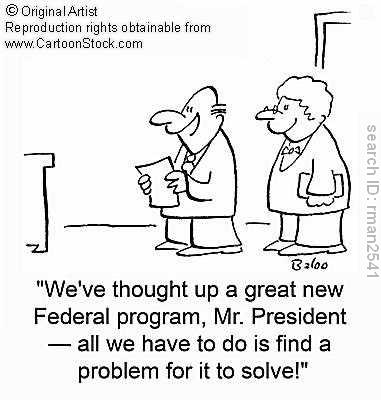 © Original Artist
Reproduction rights obtainable from
www.CartoonStock.com
search ID: rman2541
Baloo
"We've thought up a great new
Federal program, Mr. President
— all we have to do is find a
problem for it to solve!"